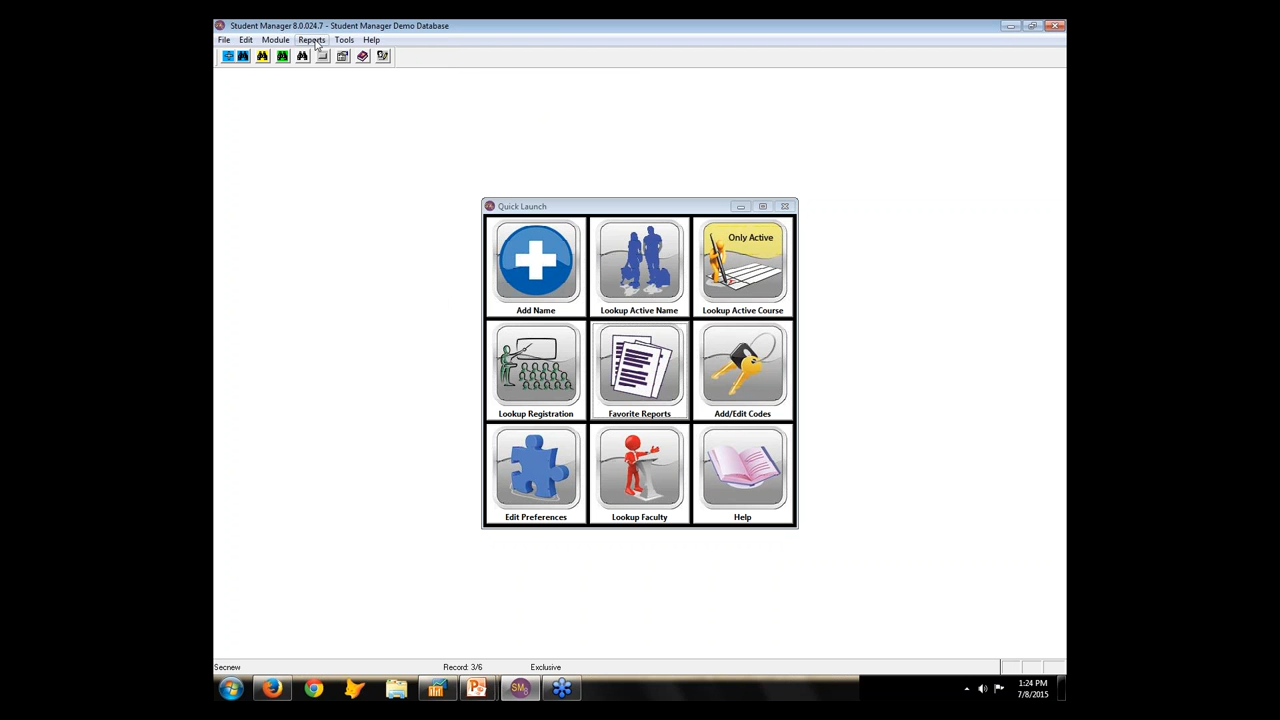 Student Manager 8.0.024.7 - Student Manager Demo Database
File Edit Module Reports Tools Help
Quick Launch
Only Active
Add Name Lookup Active Name Lookup Active Course
Lookup Registration Favorite Reports Add/Edit Codes
Edit Preferences Lookup Faculty Help
Secnew Record: 3/6 Exclusive
SM8 1:24 PM
7/8/2015